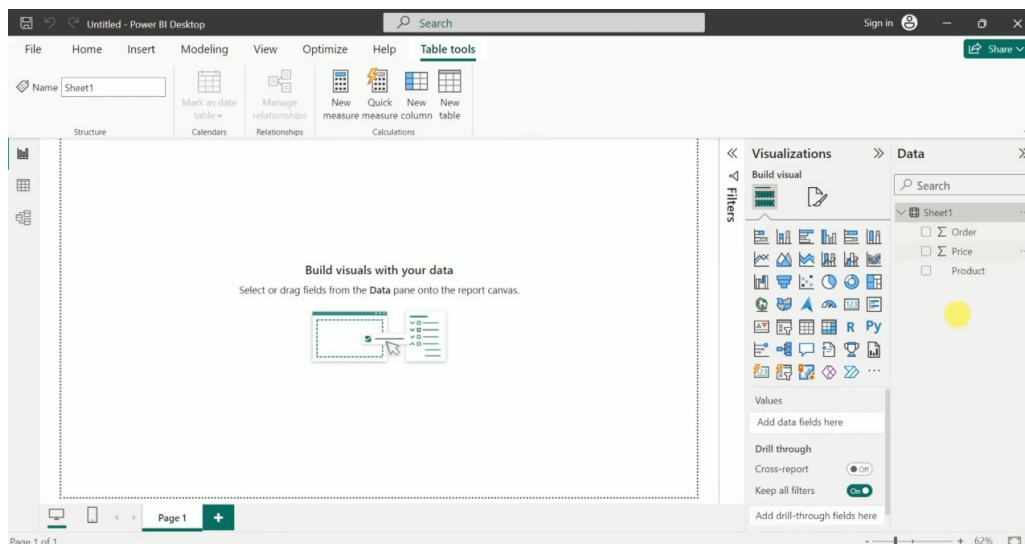 Untitled - Power BI Desktop
Search
Sign in
File Home Insert Modeling View Optimize Help Table tools
Share
Name Sheet1
Mark as date table
Manage relationships
New measure
Quick measure
New column
New table
Structure
Calendars
Relationships
Calculations
Build visuals with your data
Select or drag fields from the Data pane onto the report canvas.
Filters
Visualizations
Build visual
123
R Py
Values
Add data fields here
Drill through
Cross-report Off
Keep all filters On
Add drill-through fields here
Data
Search
Sheet1
Σ Order
Σ Price
Product
Page 1
Page 1 of 1
- + 62%